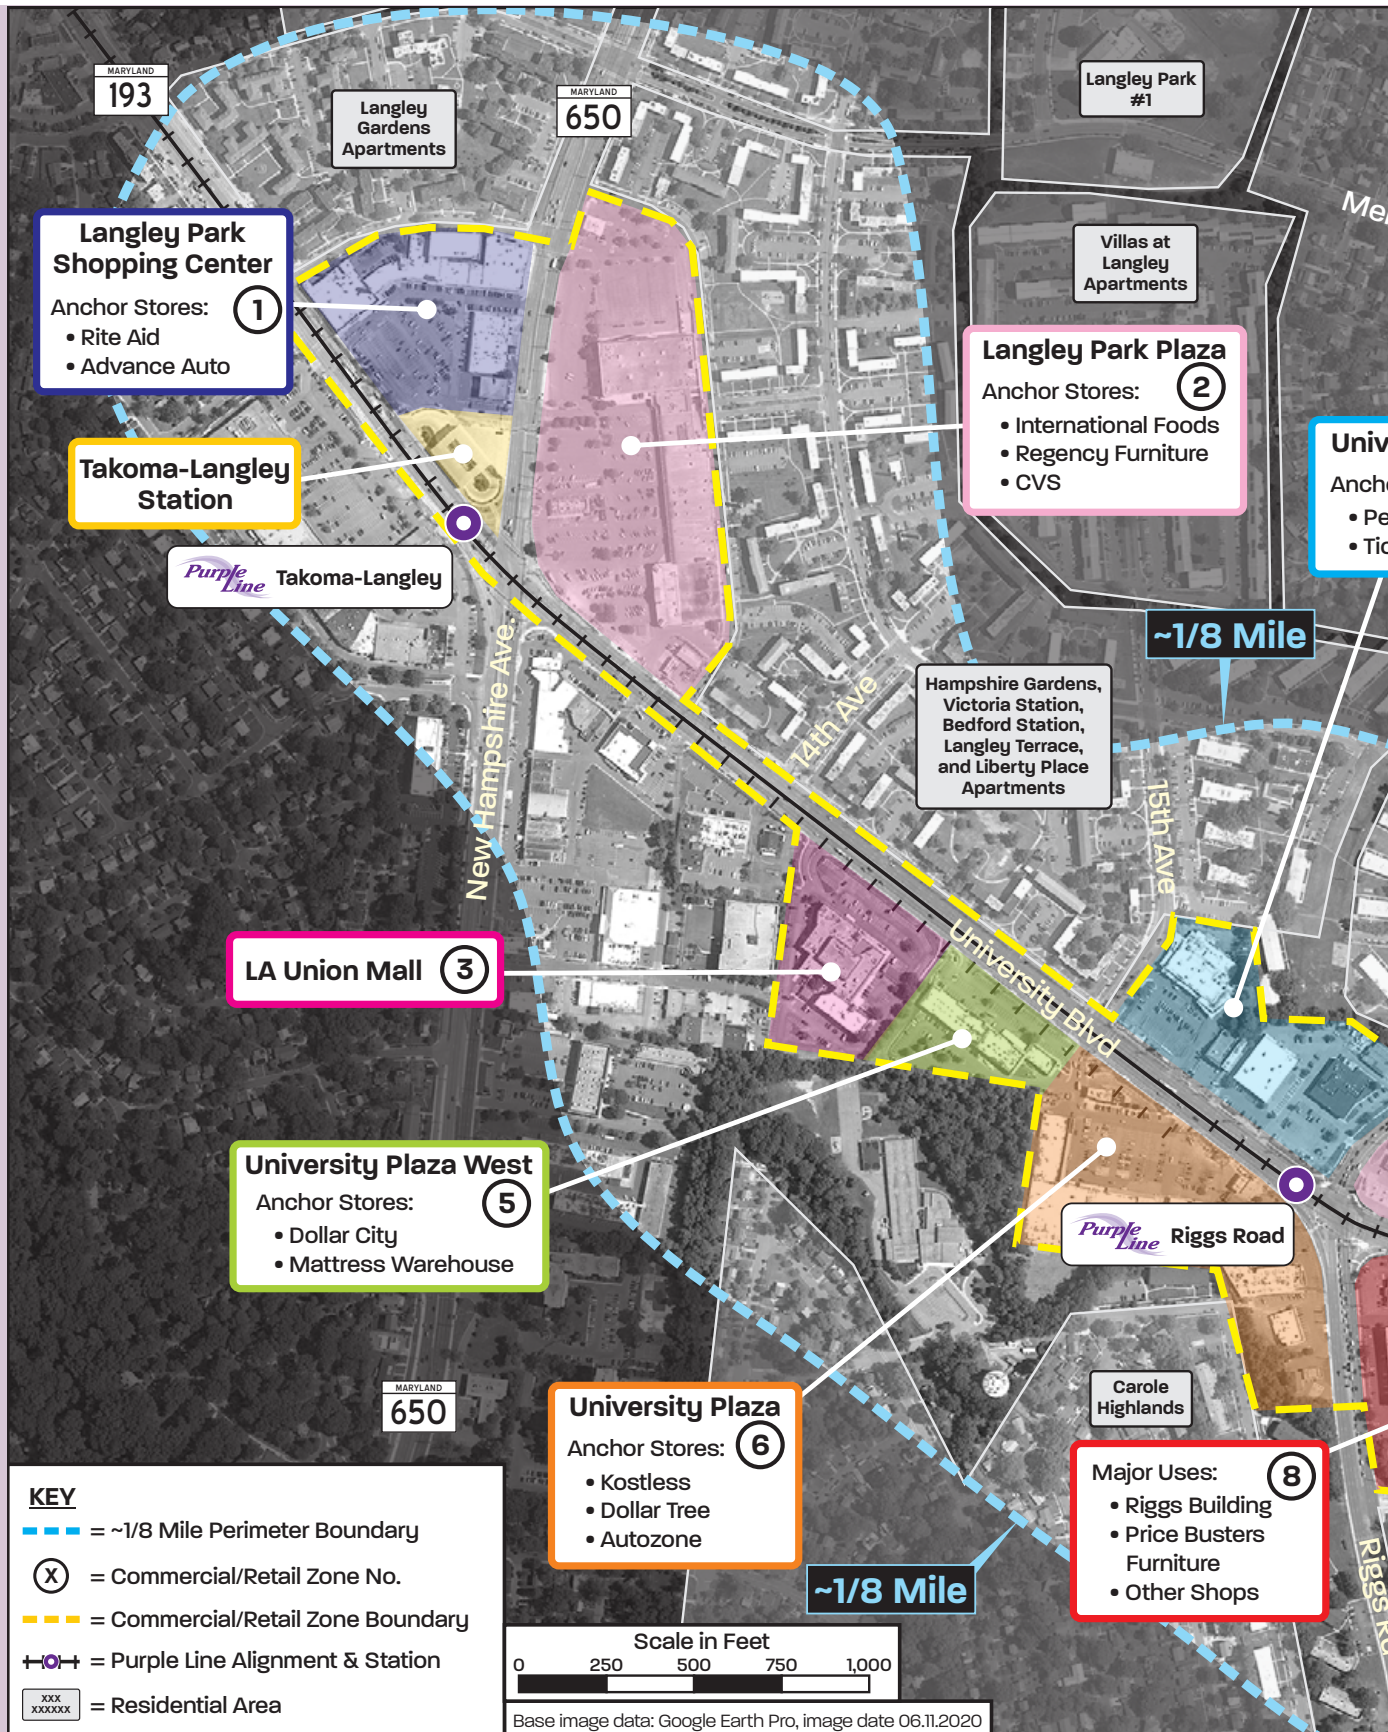 MARYLAND
193
Langley
Gardens
Apartments
MARYLAND
650
Langley Park
#1
Langley Park
Shopping Center
Anchor Stores:
1
• Rite Aid
• Advance Auto
Villas at
Langley
Apartments
Langley Park Plaza
Anchor Stores:
2
• International Foods
• Regency Furniture
• CVS
Takoma-Langley
Station
Purple
Line
Takoma-Langley
~1/8 Mile
New Hampshire Ave.
14th Ave
Hampshire Gardens,
Victoria Station,
Bedford Station,
Langley Terrace,
and Liberty Place
Apartments
15th Ave
LA Union Mall
3
University Blvd
University Plaza West
Anchor Stores:
5
• Dollar City
• Mattress Warehouse
Purple
Line
Riggs Road
MARYLAND
650
University Plaza
Anchor Stores:
6
• Kostless
• Dollar Tree
• Autozone
Carole
Highlands
Major Uses:
8
• Riggs Building
• Price Busters
Furniture
• Other Shops
~1/8 Mile
Riggs Rd
KEY
= ~1/8 Mile Perimeter Boundary
X
= Commercial/Retail Zone No.
= Commercial/Retail Zone Boundary
= Purple Line Alignment & Station
xxx
xxxxxx
= Residential Area
Scale in Feet
0 250 500 750 1,000
Base image data: Google Earth Pro, image date 06.11.2020